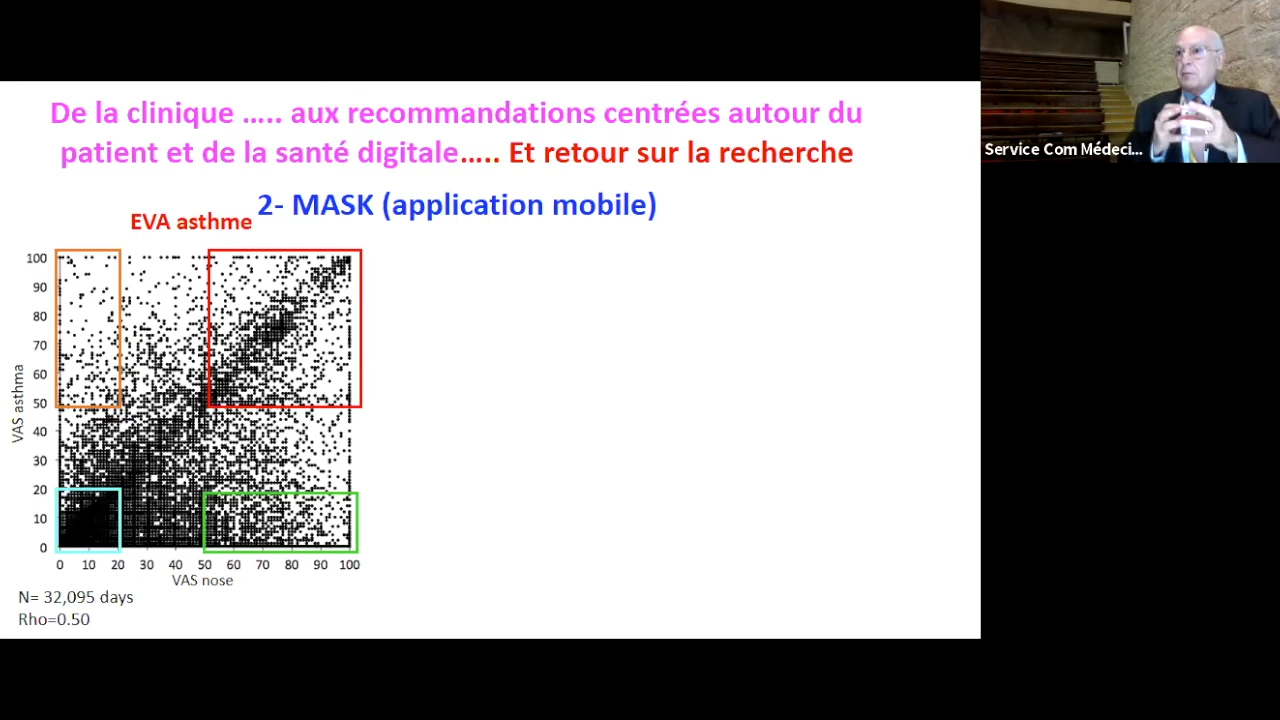 De la clinique ….. aux recommandations centrées autour du
patient et de la santé digitale….. Et retour sur la recherche
2- MASK (application mobile)
EVA asthme
VAS asthma
100
90
80
70
60
50
40
30
20
10
0
0 10 20 30 40 50 60 70 80 90 100
VAS nose
N= 32,095 days
Rho=0.50
Service Com Médeci...